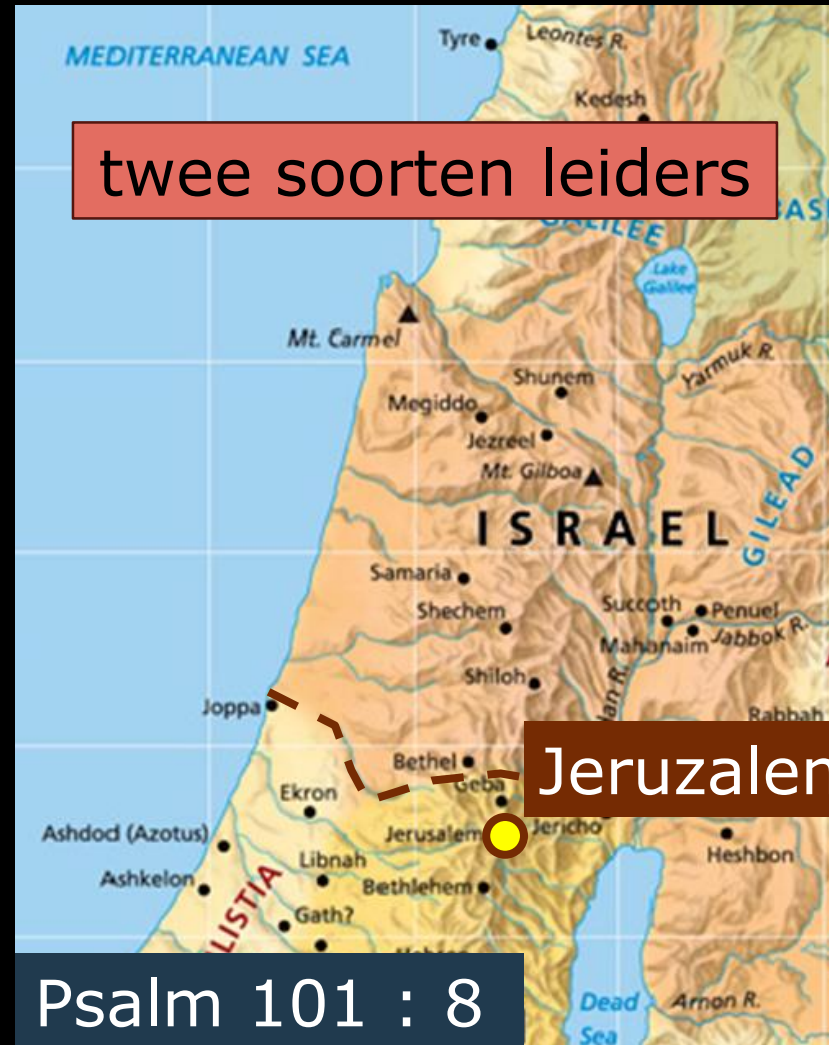 MEDITERRANEAN SEA
Tyre
Leontes R.
Kedesh
twee soorten leiders
GALILEE
Lake
Galilee
Mt. Carmel
Yarmuk R.
Shunem
Megiddo
Jezreel
Mt. Gilboa
GILEAD
ISRAEL
Samaria
Shechem
Succoth
Penuel
Mahanaim
Jabbok R.
Shiloh
Joppa
Rabbah
Bethel
Jeruzalem
Geba
Ekron
Jerusalem
Jericho
Ashdod (Azotus)
Heshbon
Libnah
Ashkelon
Bethlehem
Gath?
Psalm 101 : 8
Dead
Sea
Arnon R.